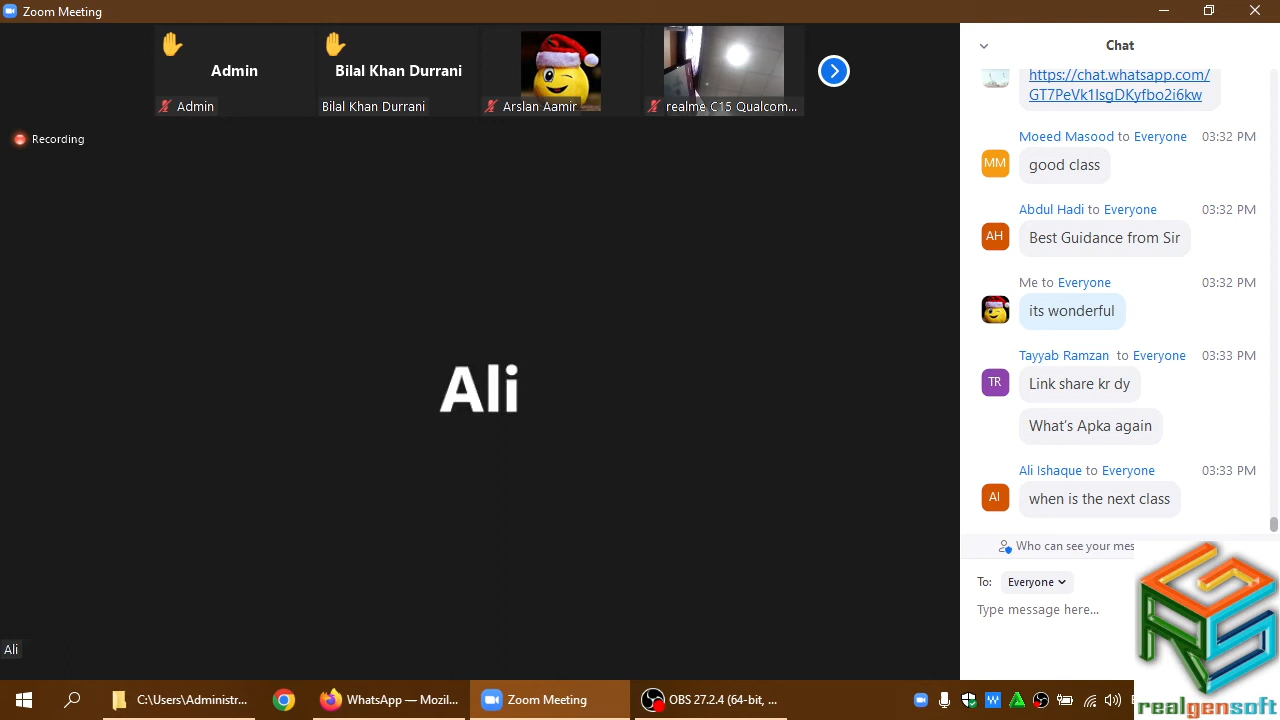 Zoom Meeting
Admin
Bilal Khan Durrani
Admin
Bilal Khan Durrani
Arslan Aamir
realme C15 Qualcom...
Recording
Ali
Ali
Chat
https://chat.whatsapp.com/
GT7PeVk1IsgDKyfbo2i6kw
Moeed Masood to Everyone 03:32 PM
MM
good class
Abdul Hadi to Everyone 03:32 PM
AH
Best Guidance from Sir
Me to Everyone 03:32 PM
its wonderful
Tayyab Ramzan to Everyone 03:33 PM
TR
Link share kr dy
What's Apka again
Ali Ishaque to Everyone 03:33 PM
AI
when is the next class
Who can see your mes
To: Everyone
Type message here...
C:\Users\Administr...
WhatsApp — Mozil...
Zoom Meeting
OBS 27.2.4 (64-bit, ...
realgensoft